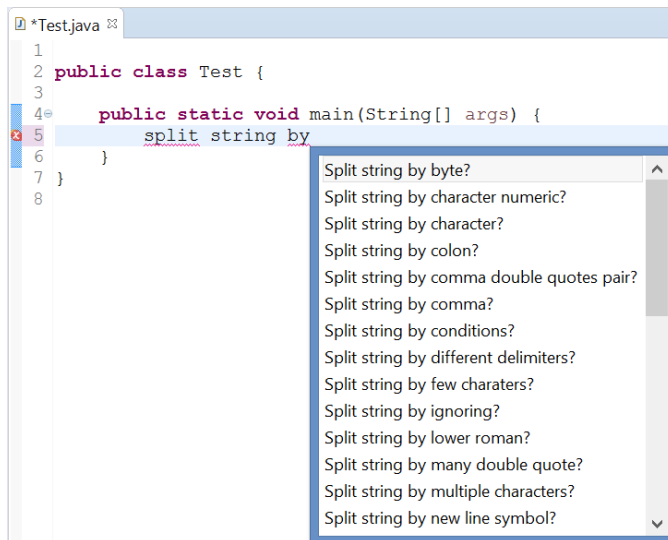 *Test.java
1
2 public class Test {
3
4 public static void main(String[] args) {
5 split string by
6 }
7 }
8
Split string by byte?
Split string by character numeric?
Split string by character?
Split string by colon?
Split string by comma double quotes pair?
Split string by comma?
Split string by conditions?
Split string by different delimiters?
Split string by few charaters?
Split string by ignoring?
Split string by lower roman?
Split string by many double quote?
Split string by multiple characters?
Split string by new line symbol?